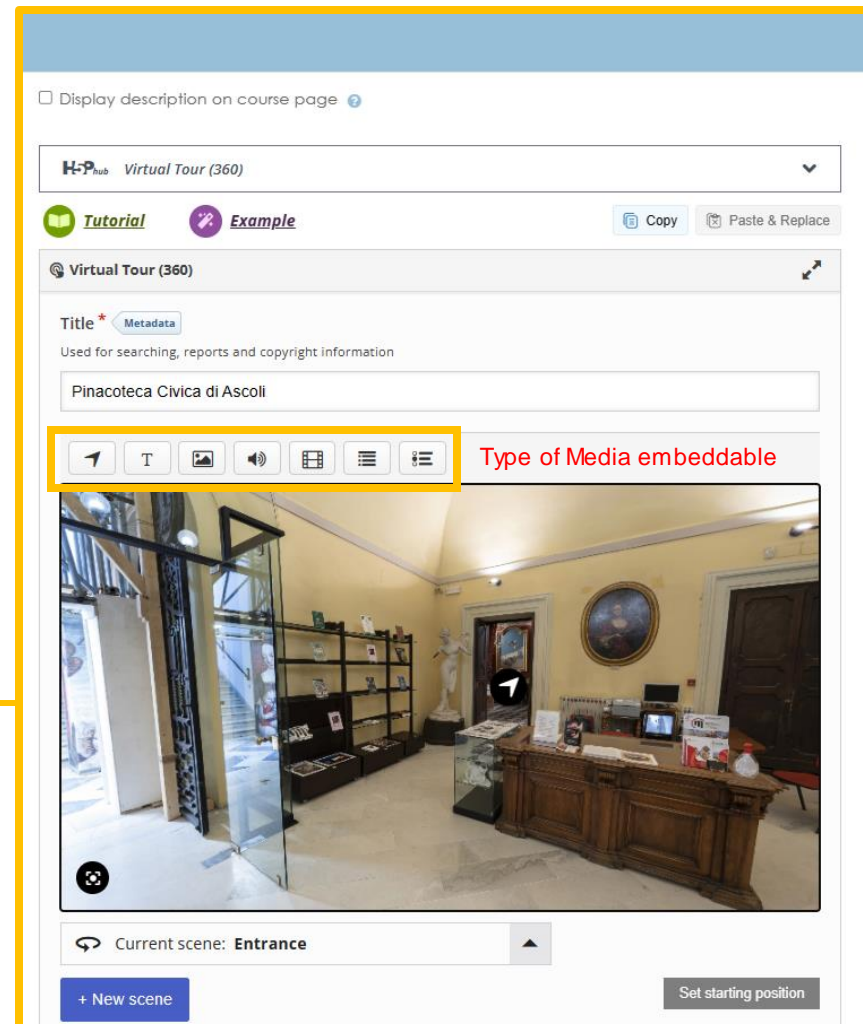 Display description on course page
H5Phub Virtual Tour (360)
Tutorial Example Copy Paste & Replace
Virtual Tour (360)
Title * Metadata
Used for searching, reports and copyright information
Pinacoteca Civica di Ascoli
T Type of Media embeddable
Current scene: Entrance
+ New scene Set starting position